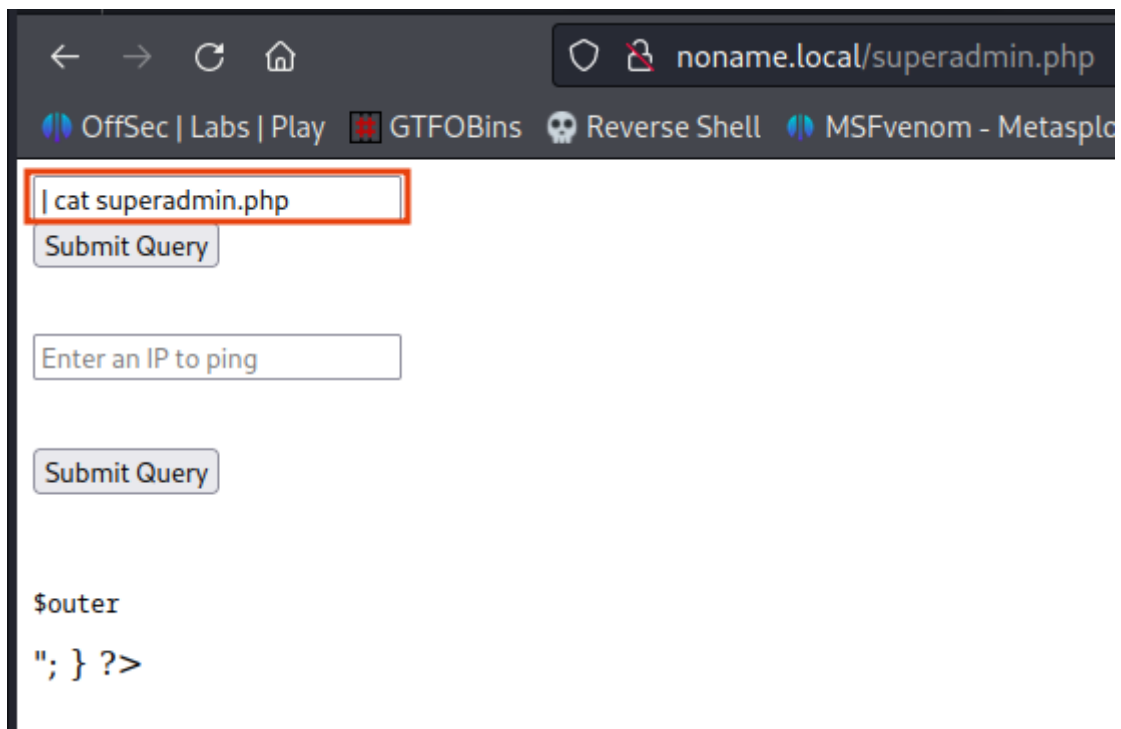 noname.local/superadmin.php
OffSec | Labs | Play GTFOBins Reverse Shell MSFvenom - Metasplo
| cat superadmin.php
Submit Query
Enter an IP to ping
Submit Query
$outer
"; } ?>